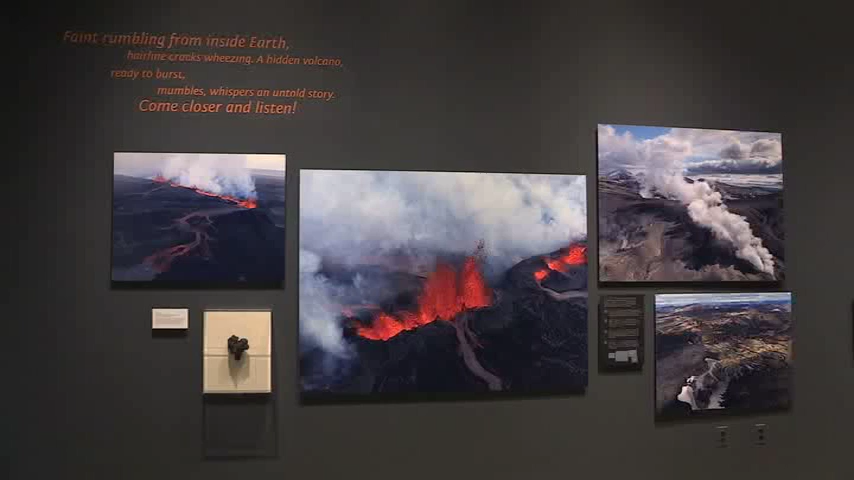 Faint rumbling from inside Earth,
hairline cracks wheezing. A hidden volcano,
ready to burst,
mumbles, whispers an untold story.
Come closer and listen!